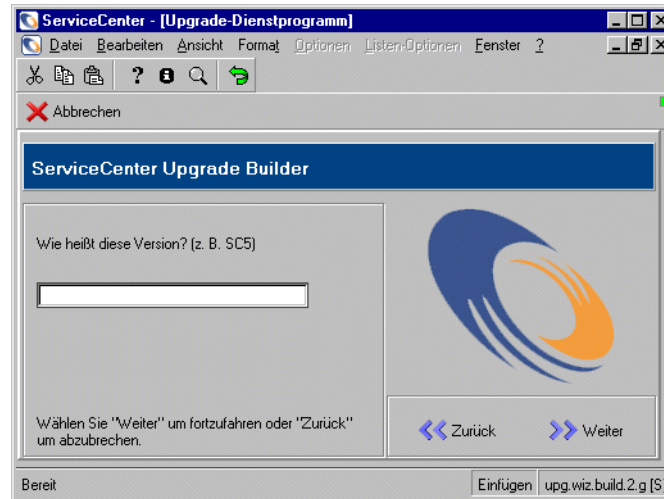 ServiceCenter - [Upgrade-Dienstprogramm]
Datei Bearbeiten Ansicht Format Optionen Listen-Optionen Fenster ?
Abbrechen
ServiceCenter Upgrade Builder
Wie heißt diese Version? (z. B. SC5)
Wählen Sie "Weiter" um fortzufahren oder "Zurück"
um abzubrechen.
Zurück Weiter
Bereit Einfügen upg.wiz.build.2.g [S